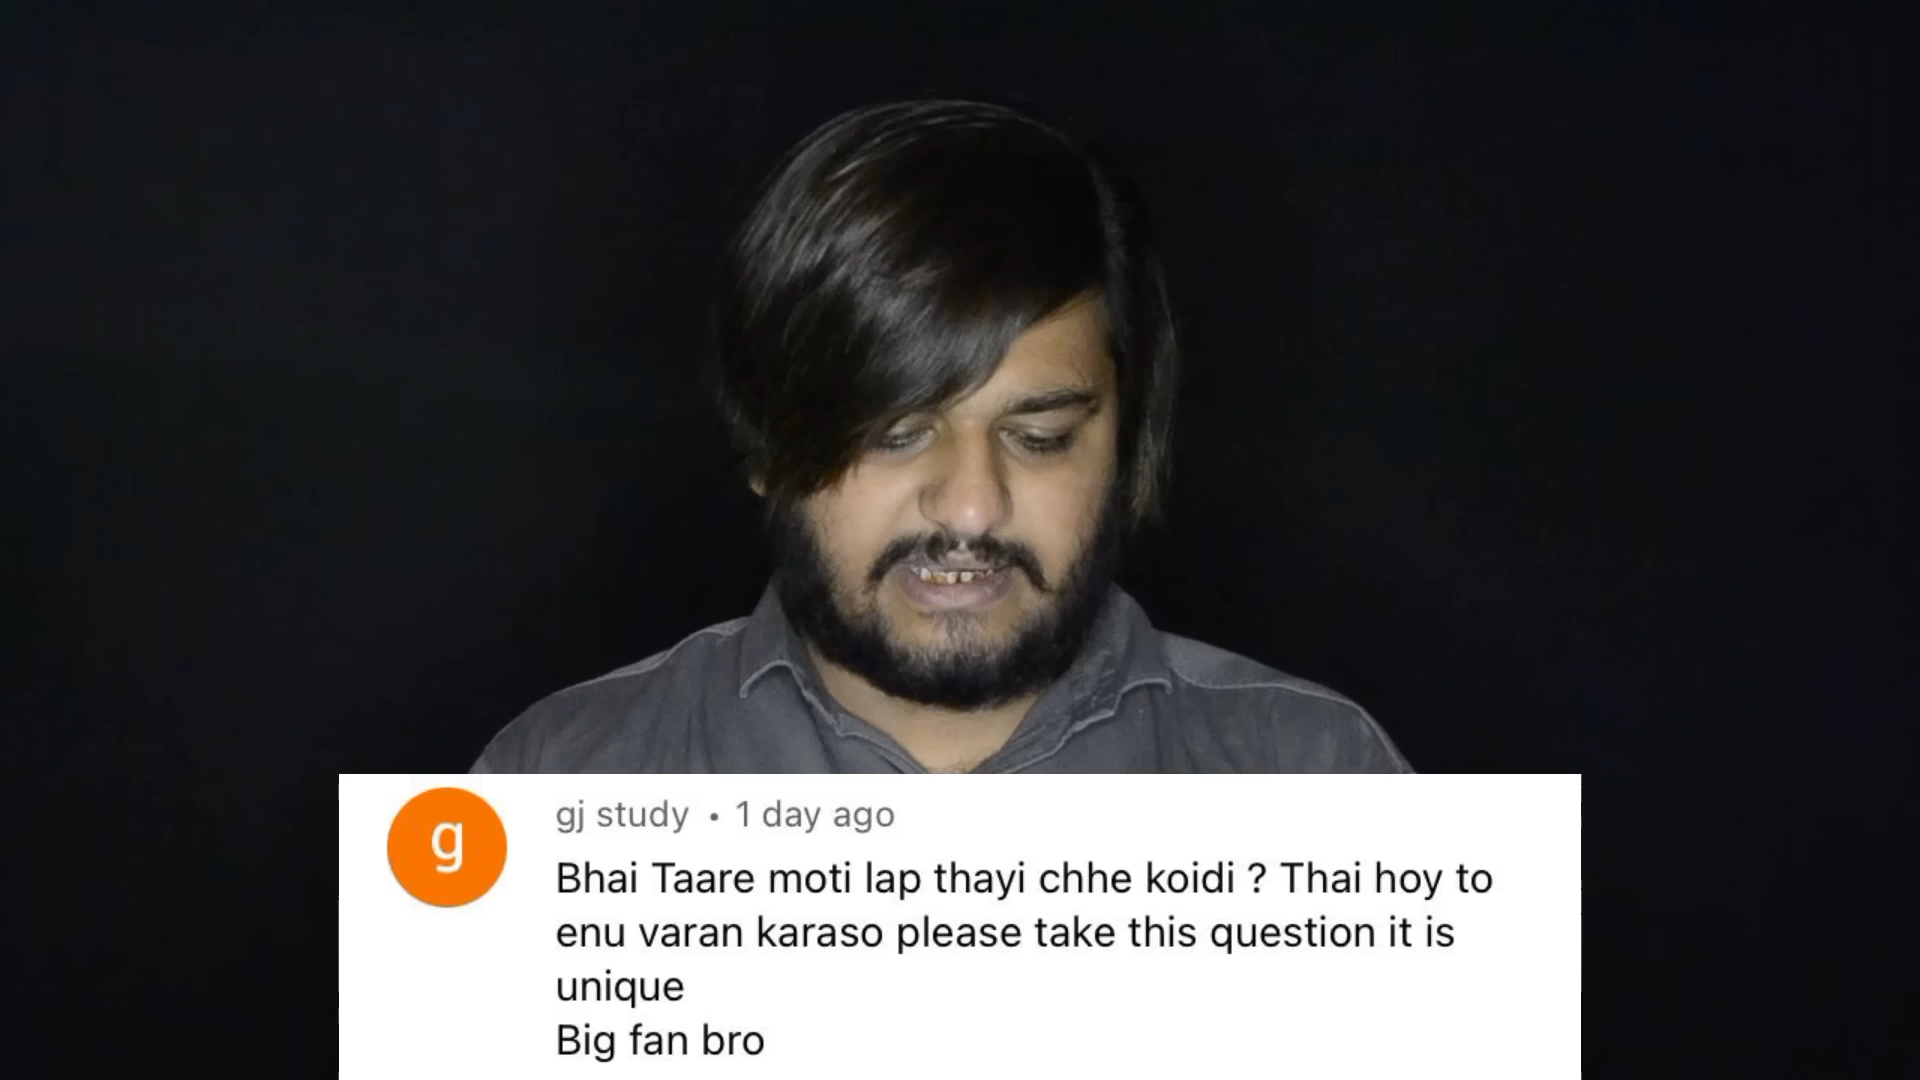 g
gj study • 1 day ago
Bhai Taare moti lap thayi chhe koidi ? Thai hoy to
enu varan karaso please take this question it is
unique
Big fan bro